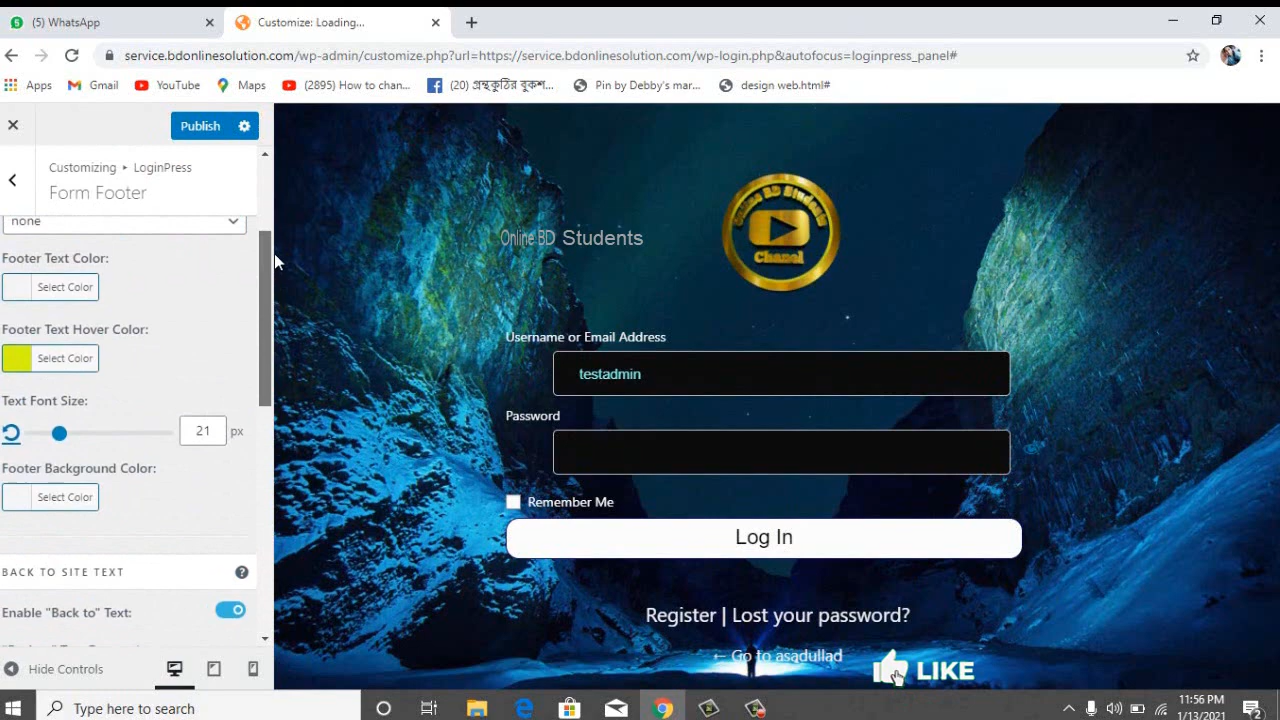 (5) WhatsApp
Customize: Loading...
service.bdonlinesolution.com/wp-admin/customize.php?url=https://service.bdonlinesolution.com/wp-login.php&autofocus=loginpress_panel#
Apps Gmail YouTube Maps (2895) How to chan... (20) গ্রন্থকুঠির বুকশ... Pin by Debby's mar... design web.html#
Publish
Customizing ▸ LoginPress
Form Footer
none
Footer Text Color:
Select Color
Footer Text Hover Color:
Select Color
Text Font Size:
21 px
Footer Background Color:
Select Color
BACK TO SITE TEXT
Enable "Back to" Text:
Hide Controls
Online BD Students
Online BD Students
Chanel
Username or Email Address
testadmin
Password
Remember Me
Log In
Register | Lost your password?
← Go to asadullad
LIKE
Type here to search
11:56 PM
1/13/2021
2